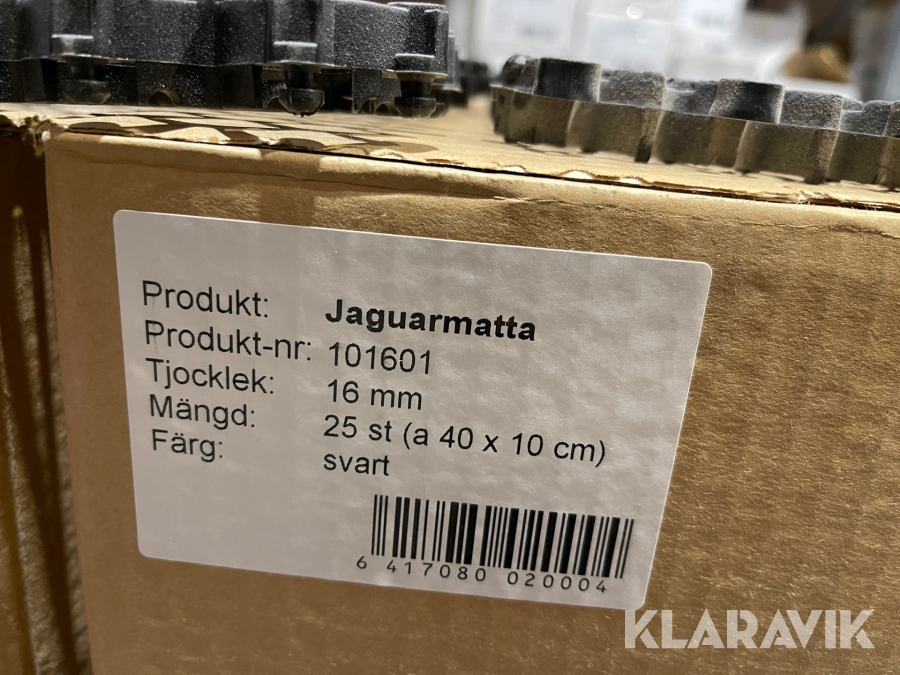 Produkt: Jaguarmatta
Produkt-nr: 101601
Tjocklek: 16 mm
Mängd: 25 st (a 40 x 10 cm)
Färg: svart
6 417080 020004
KLARAVIK